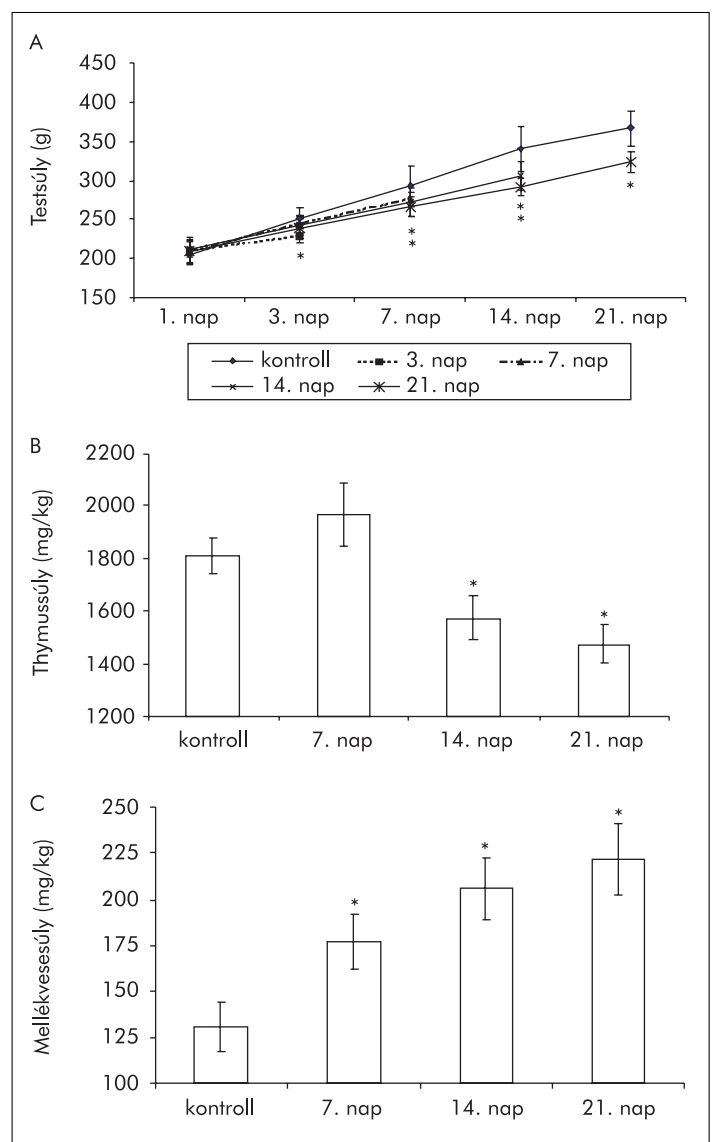 A
Testsúly (g)
450
400
350
300
250
200
150
*
*
*
*
*
*
1. nap 3. nap 7. nap 14. nap 21. nap
kontroll 3. nap 7. nap
14. nap 21. nap
B
Thymussúly (mg/kg)
2200
2000
1800
1600
1400
1200
*
*
kontroll 7. nap 14. nap 21. nap
C
Mellékvesesúly (mg/kg)
250
225
200
175
150
125
100
*
*
*
kontroll 7. nap 14. nap 21. nap